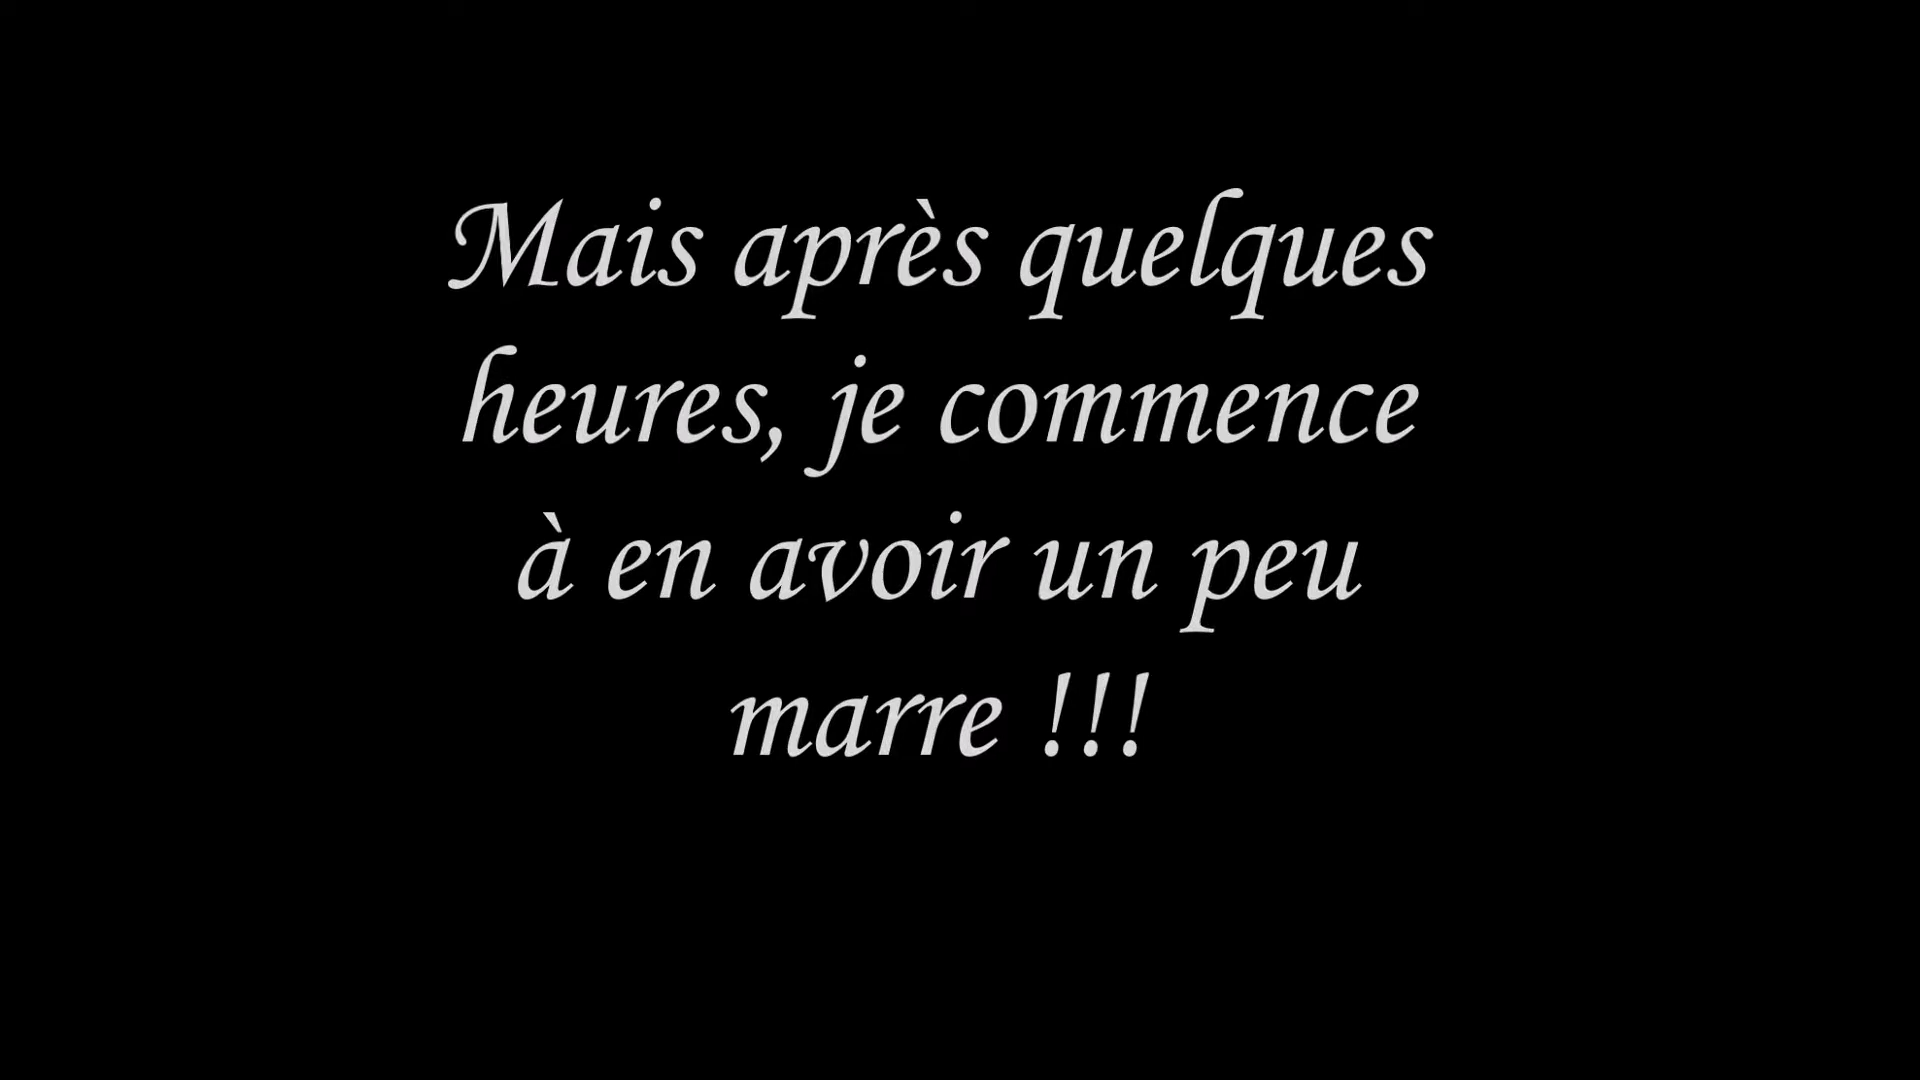 Mais après quelques
heures, je commence
à en avoir un peu
marre !!!